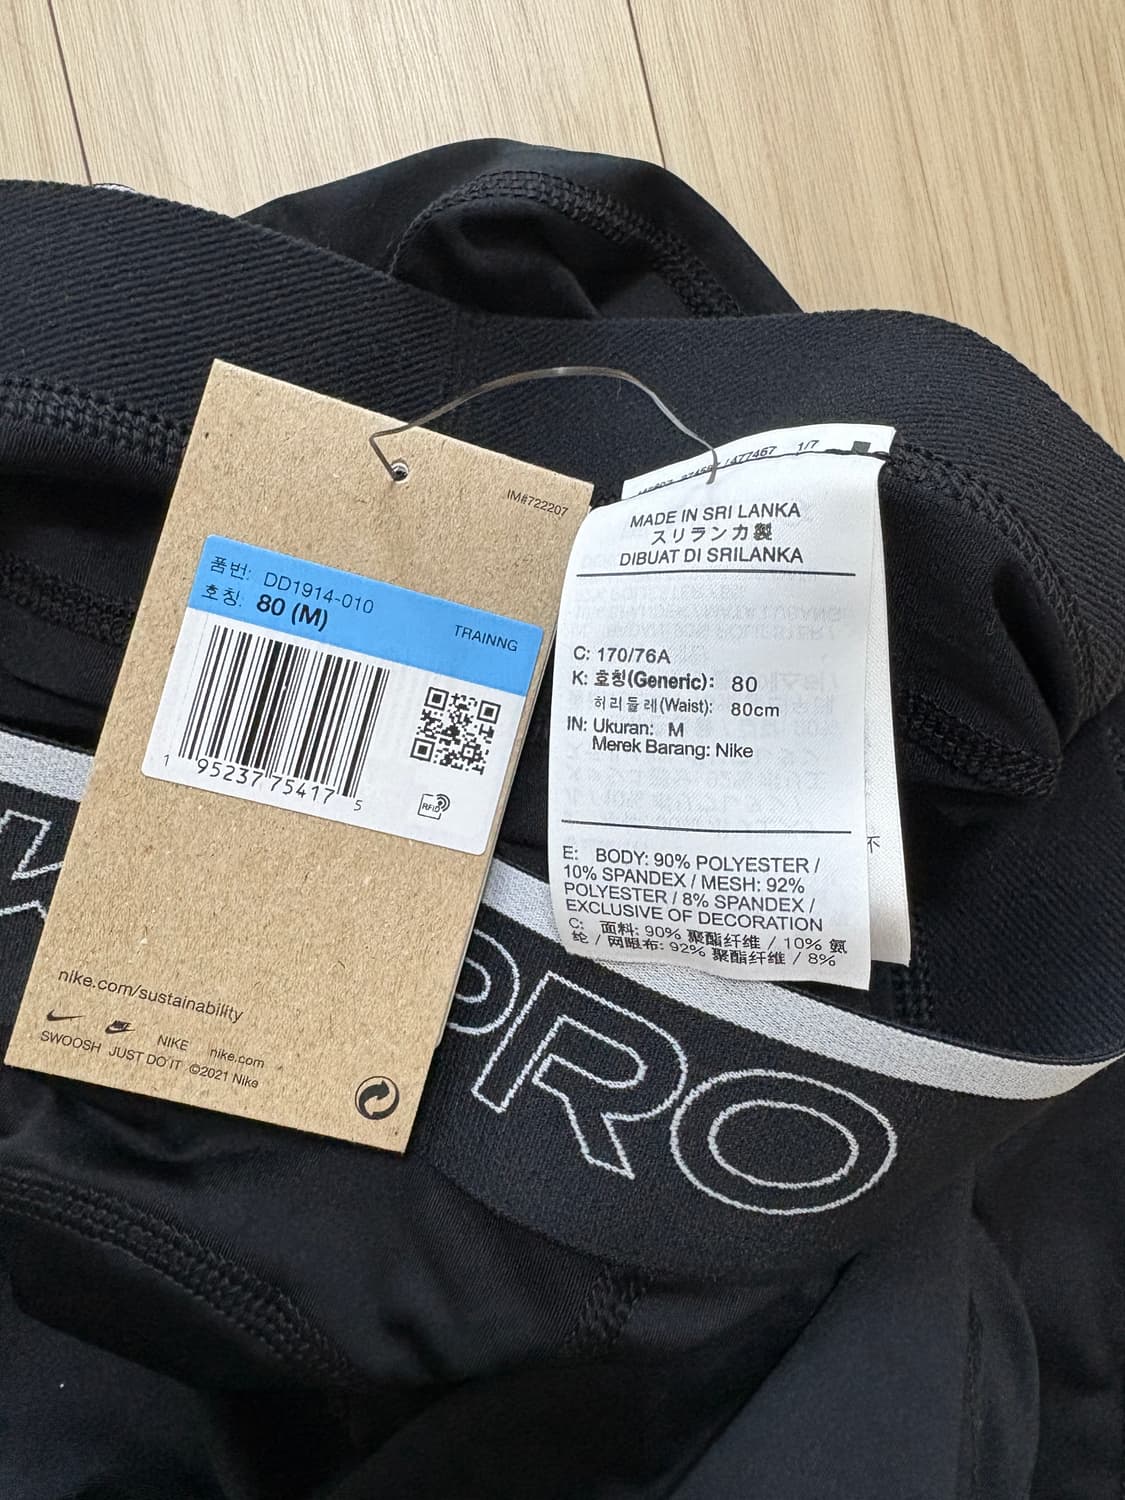 IM#722207
품번: DD1914-010
호칭: 80 (M)
TRAINNG
1 95237 75417 5
RFID
nike.com/sustainability
NIKE nike.com
SWOOSH JUST DO IT ©2021 Nike
1/7
MADE IN SRI LANKA
スリランカ製
DIBUAT DI SRILANKA
C: 170/76A
K: 호칭(Generic): 80
허리둘레(Waist): 80cm
IN: Ukuran: M
Merek Barang: Nike
E: BODY: 90% POLYESTER /
10% SPANDEX / MESH: 92%
POLYESTER / 8% SPANDEX /
EXCLUSIVE OF DECORATION
C: 面料: 90% 聚酯纤维 / 10% 氨
纶 / 网眼布: 92% 聚酯纤维 / 8%
不
PRO